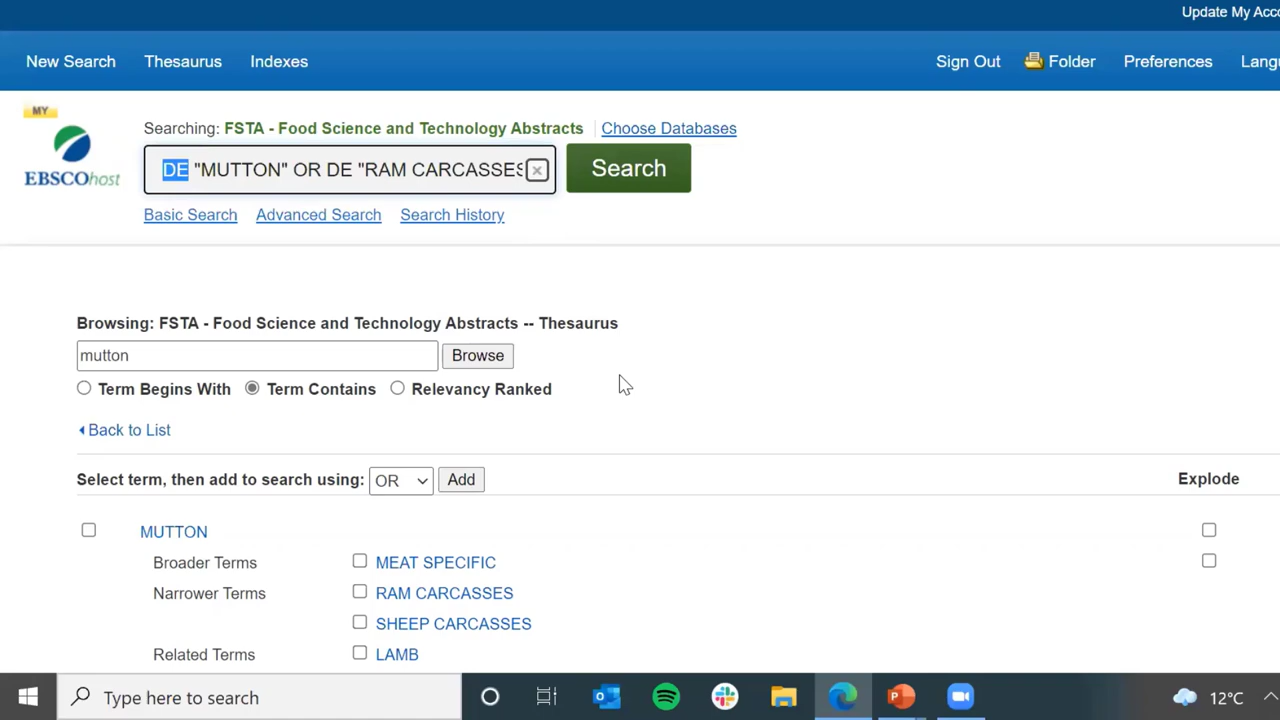 Update My Acco
New Search Thesaurus Indexes
Sign Out Folder Preferences Langu
MY
EBSCOhost
Searching: FSTA - Food Science and Technology Abstracts Choose Databases
DE "MUTTON" OR DE "RAM CARCASSES
Search
Basic Search Advanced Search Search History
Browsing: FSTA - Food Science and Technology Abstracts -- Thesaurus
mutton Browse
Term Begins With Term Contains Relevancy Ranked
Back to List
Select term, then add to search using: OR Add Explode
MUTTON
Broader Terms MEAT SPECIFIC
Narrower Terms RAM CARCASSES
SHEEP CARCASSES
Related Terms LAMB
Type here to search 12°C